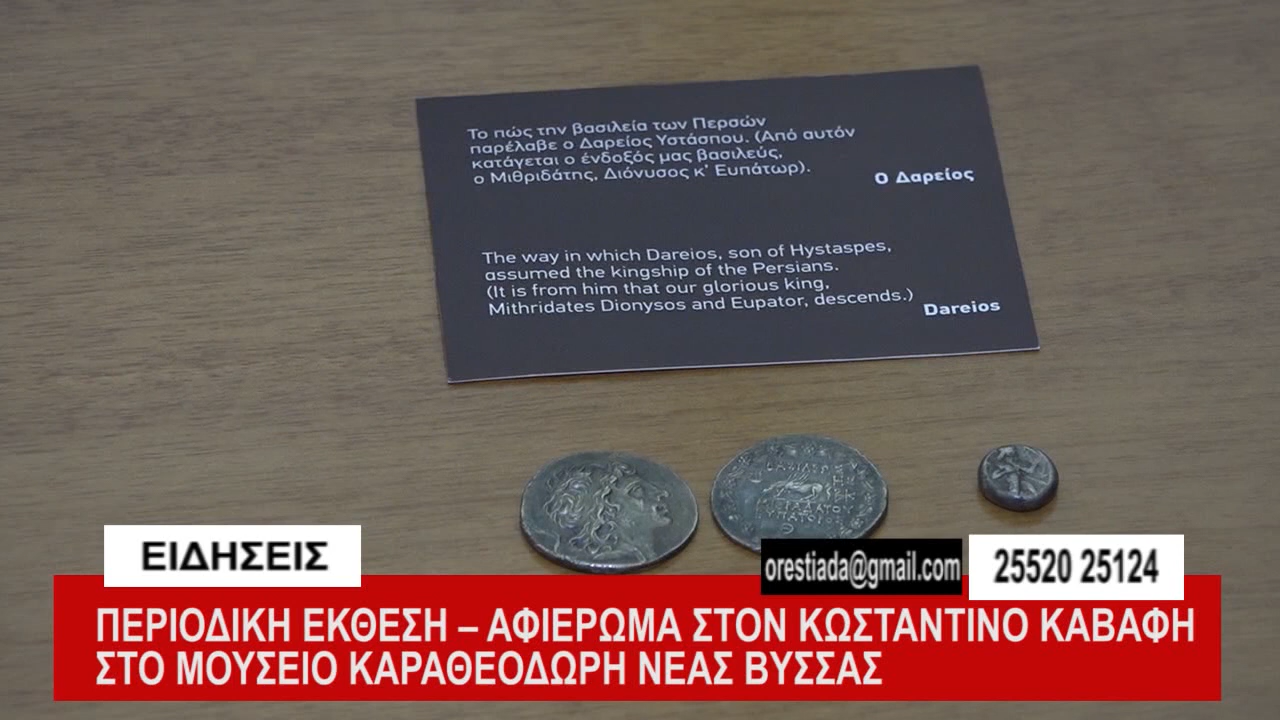 Το πώς την βασιλεία των Περσών
παρέλαβε ο Δαρείος Υστάσπου. (Από αυτόν
κατάγεται ο ένδοξός μας βασιλεύς,
ο Μιθριδάτης, Διόνυσος κ' Ευπάτωρ).
Ο Δαρείος
The way in which Dareios, son of Hystaspes,
assumed the kingship of the Persians.
(It is from him that our glorious king,
Mithridates Dionysos and Eupator, descends.)
Dareios
ΕΙΔΗΣΕΙΣ
orestiada@gmail.com
25552 25124
ΠΕΡΙΟΔΙΚΗ ΕΚΘΕΣΗ – ΑΦΙΕΡΩΜΑ ΣΤΟΝ ΚΩΣΤΑΝΤΙΝΟ ΚΑΒΑΦΗ
ΣΤΟ ΜΟΥΣΕΙΟ ΚΑΡΑΘΕΟΔΩΡΗ ΝΕΑΣ ΒΥΣΣΑΣ